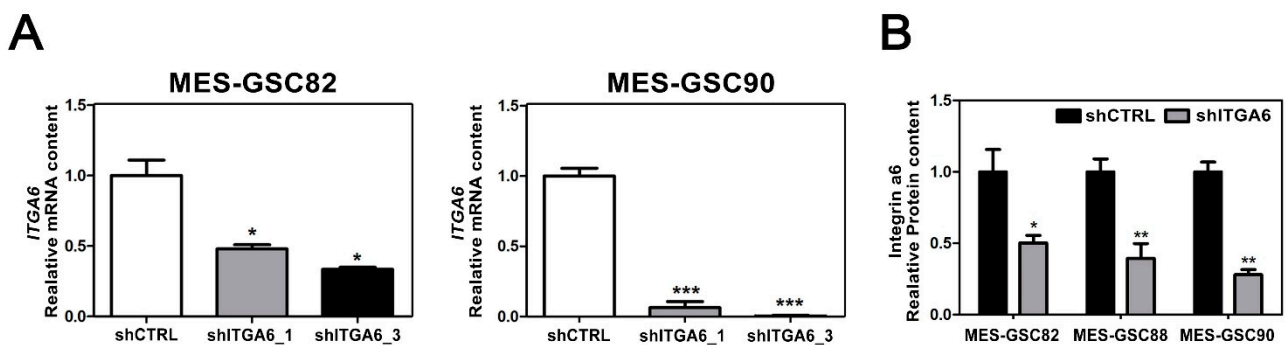 A
MES-GSC82
ITGA6
Realative mRNA content
1.5
1.0
0.5
0.0
*
*
shCTRL
shITGA6_1
shITGA6_3
MES-GSC90
ITGA6
Realative mRNA content
1.5
1.0
0.5
0.0
***
***
shCTRL
shITGA6_1
shITGA6_3
B
Integrin a6
Realative Protein content
1.5
1.0
0.5
0.0
shCTRL
shITGA6
*
**
**
MES-GSC82
MES-GSC88
MES-GSC90